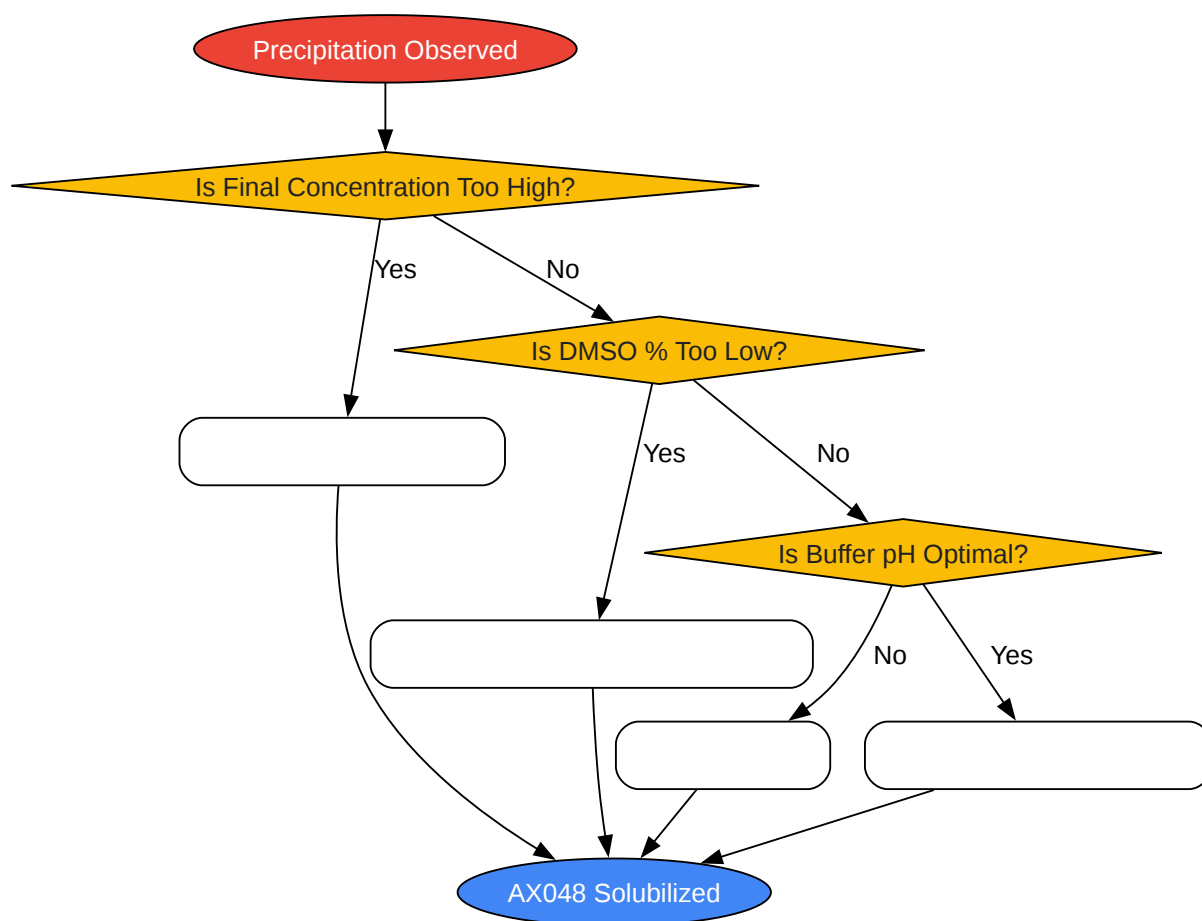 Precipitation Observed
Is Final Concentration Too High?
Yes
No
Is DMSO % Too Low?
Yes
No
Is Buffer pH Optimal?
No
Yes
AX048 Solubilized